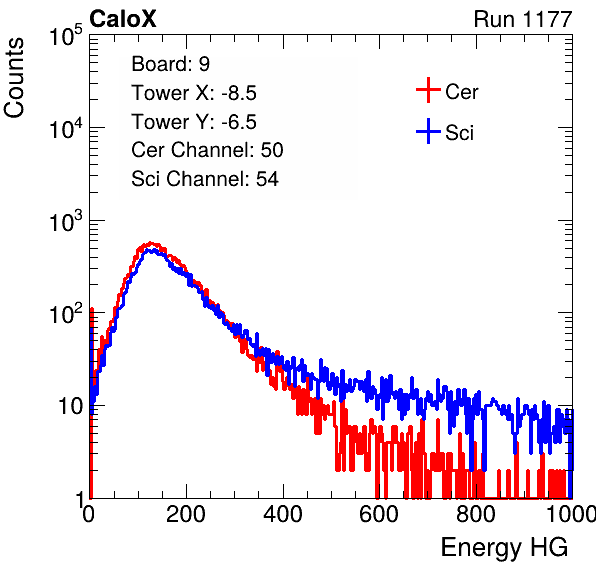 CaloX Run 1177
Counts
10^5
10^4
10^3
10^2
10
1
Board: 9
Tower X: -8.5
Tower Y: -6.5
Cer Channel: 50
Sci Channel: 54
Cer
Sci
0 200 400 600 800 1000
Energy HG